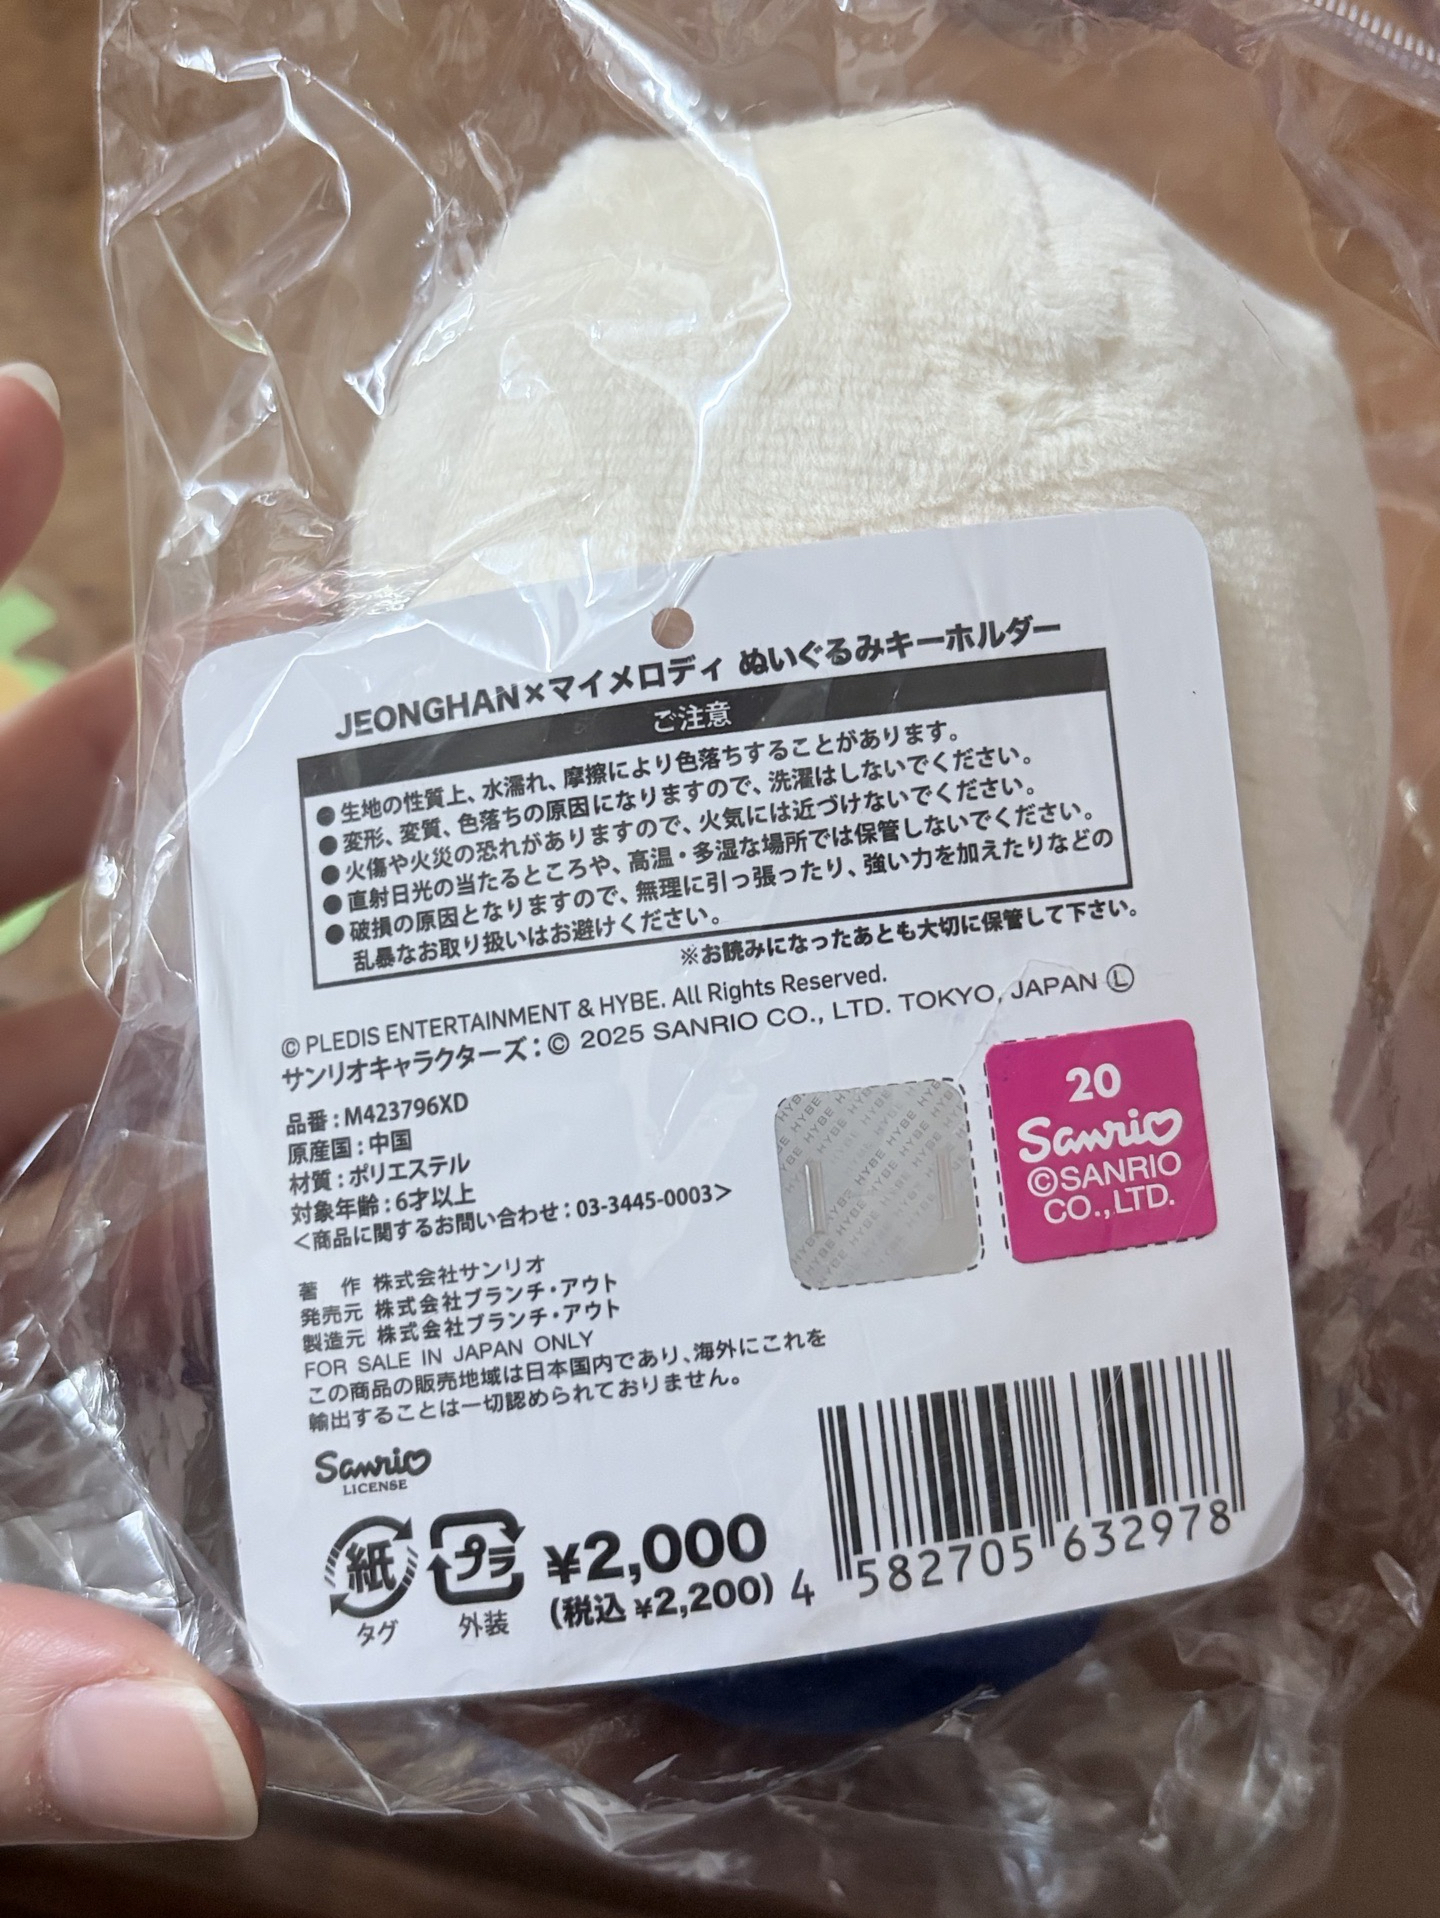 JEONGHAN×マイメロディ ぬいぐるみキーホルダー
ご注意
●生地の性質上、水濡れ、摩擦により色落ちすることがあります。
●変形、変質、色落ちの原因になりますので、洗濯はしないでください。
●火傷や火災の恐れがありますので、火気には近づけないでください。
●直射日光の当たるところや、高温・多湿な場所では保管しないでください。
●破損の原因となりますので、無理に引っ張ったり、強い力を加えたりなどの
乱暴なお取り扱いはお避けください。
※お読みになったあとも大切に保管して下さい。
© PLEDIS ENTERTAINMENT & HYBE. All Rights Reserved.
サンリオキャラクターズ：© 2025 SANRIO CO., LTD. TOKYO, JAPAN Ⓛ
品番：M423796XD
原産国：中国
材質：ポリエステル
対象年齢：6才以上
＜商品に関するお問い合わせ：03-3445-0003＞
著 作 株式会社サンリオ
発売元 株式会社ブランチ・アウト
製造元 株式会社ブランチ・アウト
FOR SALE IN JAPAN ONLY
この商品の販売地域は日本国内であり、海外にこれを
輸出することは一切認められておりません。
HYBE HYBE HYBE
20
Sanrio
©SANRIO
CO.,LTD.
Sanrio
LICENSE
紙
タグ
プラ
外装
¥2,000
(税込 ¥2,200)
4 582705 632978